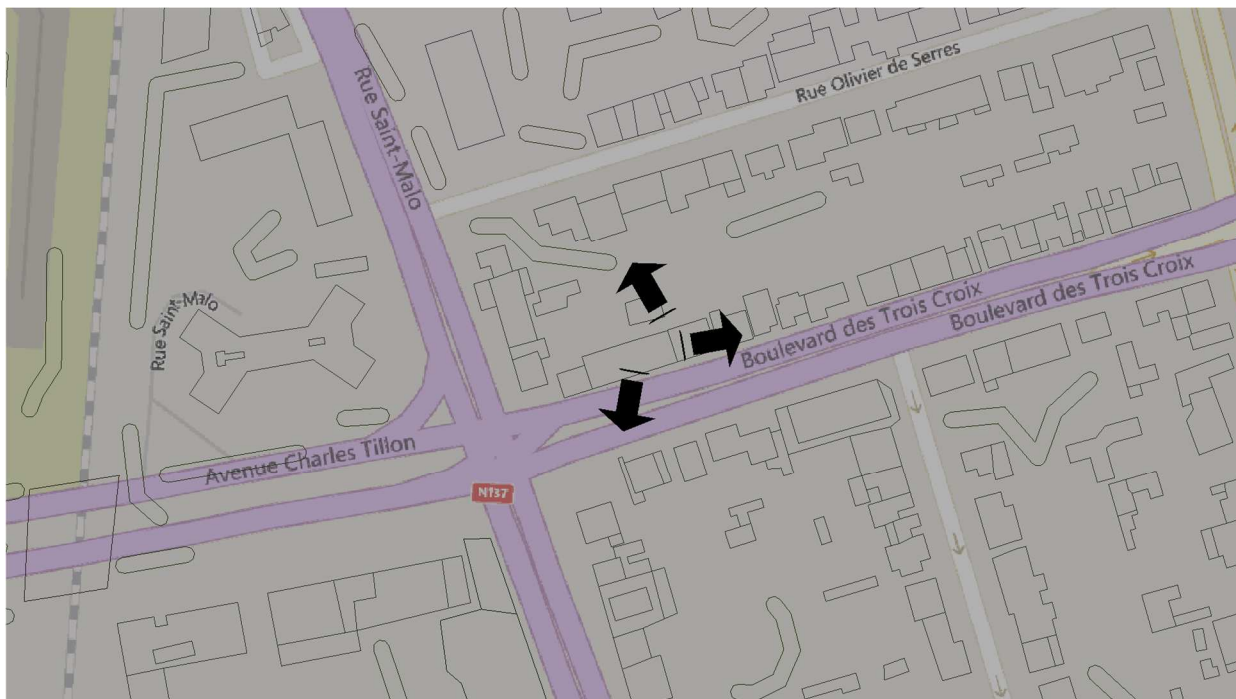 Rue Saint-Malo
Rue Olivier de Serres
Rue Saint-Malo
Boulevard des Trois Croix
Boulevard des Trois Croix
Avenue Charles Tillon
N137